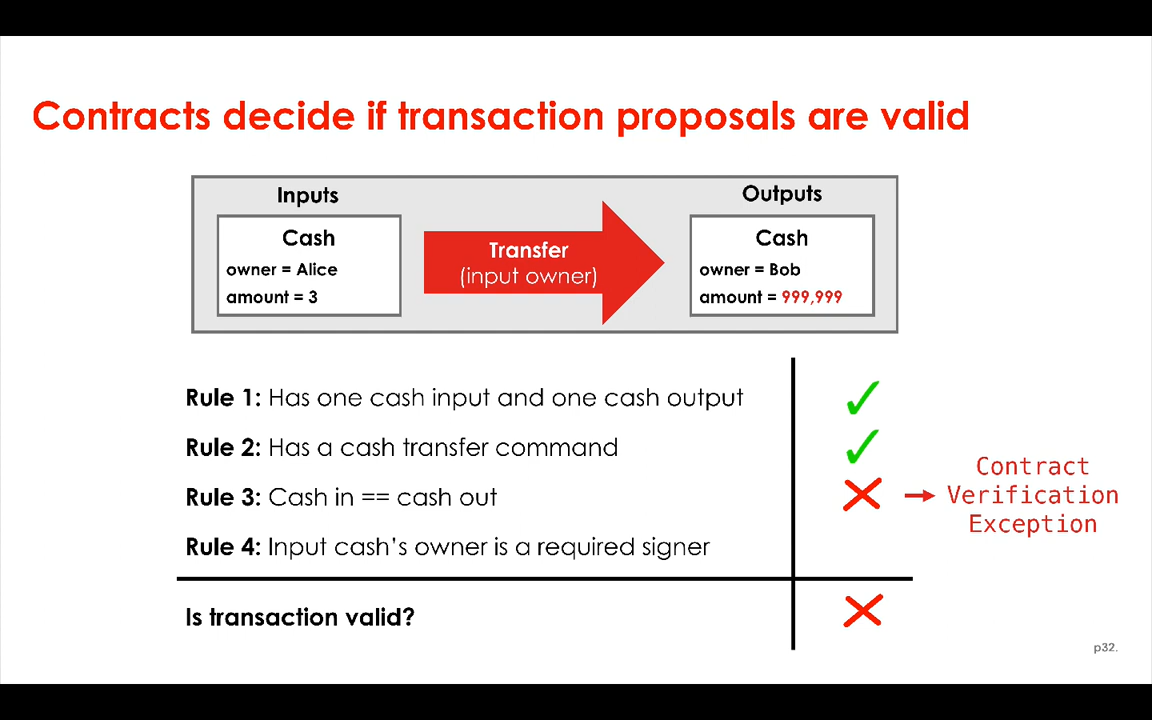 Contracts decide if transaction proposals are valid
Inputs
Outputs
Cash
owner = Alice
amount = 3
Transfer
(input owner)
Cash
owner = Bob
amount = 999,999
Rule 1: Has one cash input and one cash output
Rule 2: Has a cash transfer command
Rule 3: Cash in == cash out
Contract
Verification
Exception
Rule 4: Input cash's owner is a required signer
Is transaction valid?
p32.